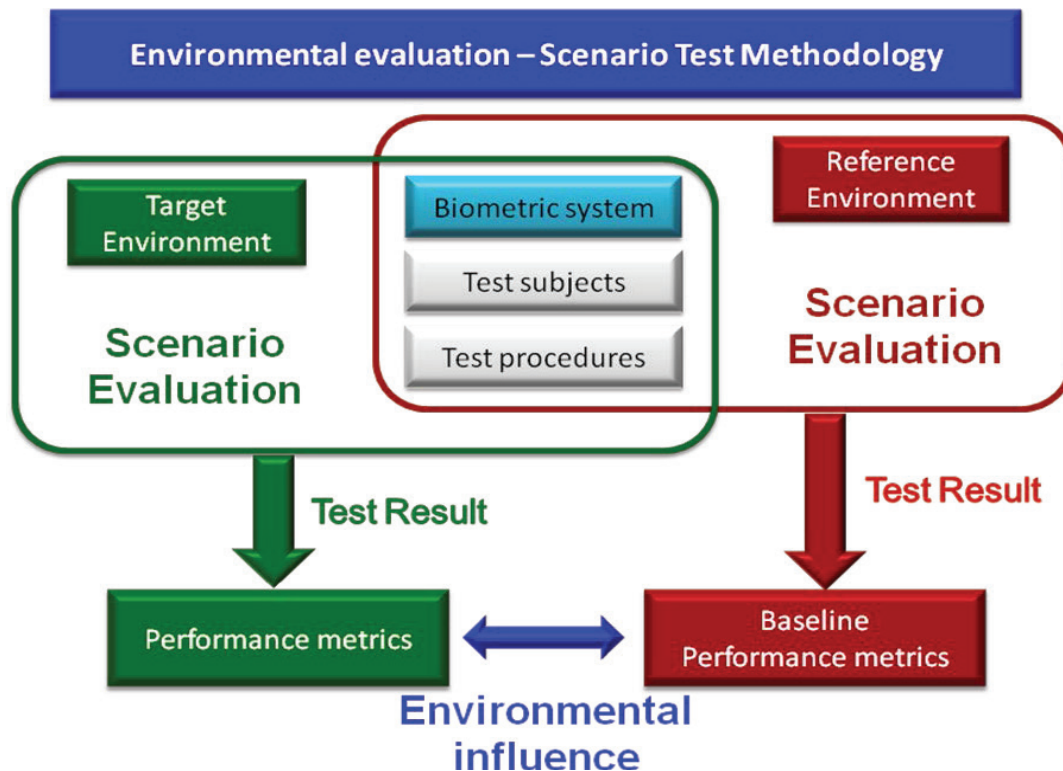 Environmental evaluation – Scenario Test Methodology
Target
Environment
Biometric system
Test subjects
Test procedures
Reference
Environment
Scenario
Evaluation
Scenario
Evaluation
Test Result
Test Result
Performance metrics
Baseline
Performance metrics
Environmental
influence